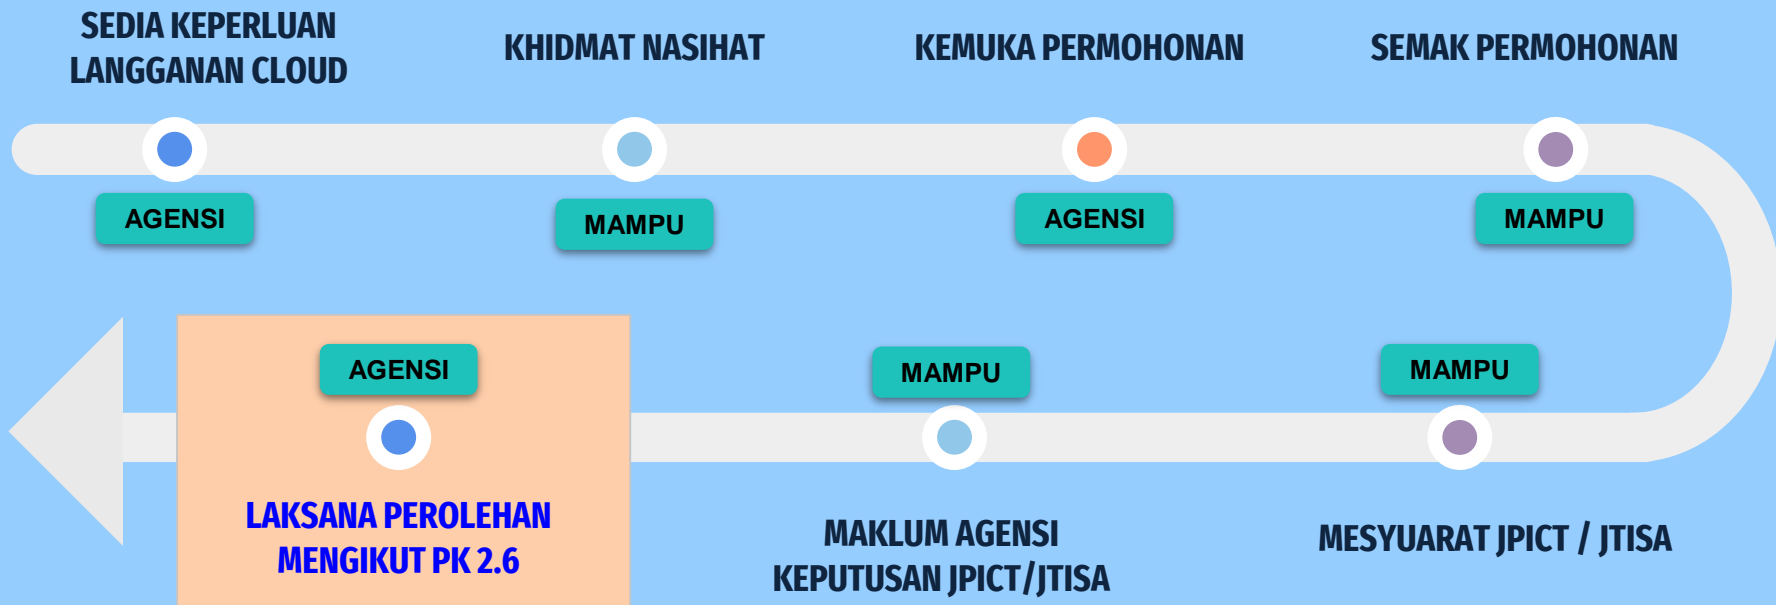 SEDIA KEPERLUAN
LANGGANAN CLOUD
AGENSI
KHIDMAT NASIHAT
MAMPU
KEMUKA PERMOHONAN
AGENSI
SEMAK PERMOHONAN
MAMPU
MAMPU
MESYUARAT JPICT / JTISA
MAMPU
MAKLUM AGENSI
KEPUTUSAN JPICT/JTISA
AGENSI
LAKSANA PEROLEHAN
MENGIKUT PK 2.6